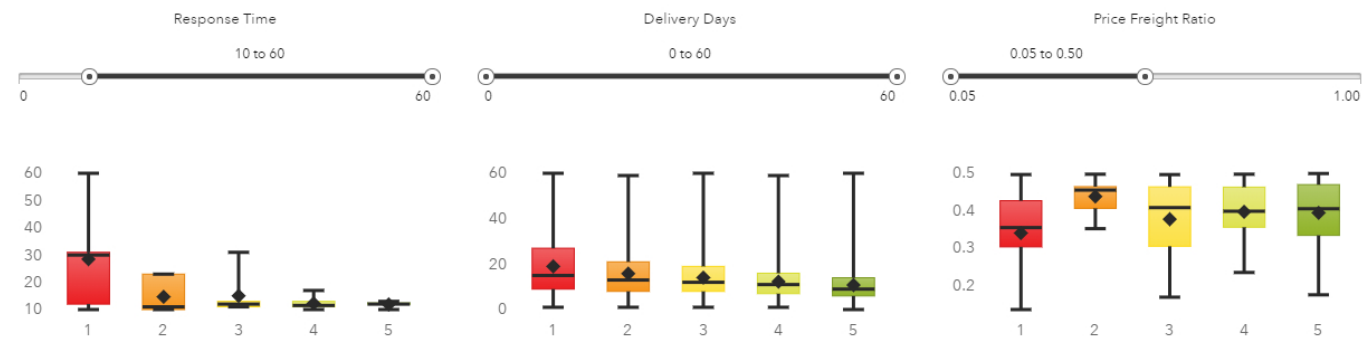 Response Time
10 to 60
0 60
60
50
40
30
20
10
1 2 3 4 5
Delivery Days
0 to 60
0 60
60
40
20
0
1 2 3 4 5
Price Freight Ratio
0.05 to 0.50
0.05 1.00
0.5
0.4
0.3
0.2
1 2 3 4 5